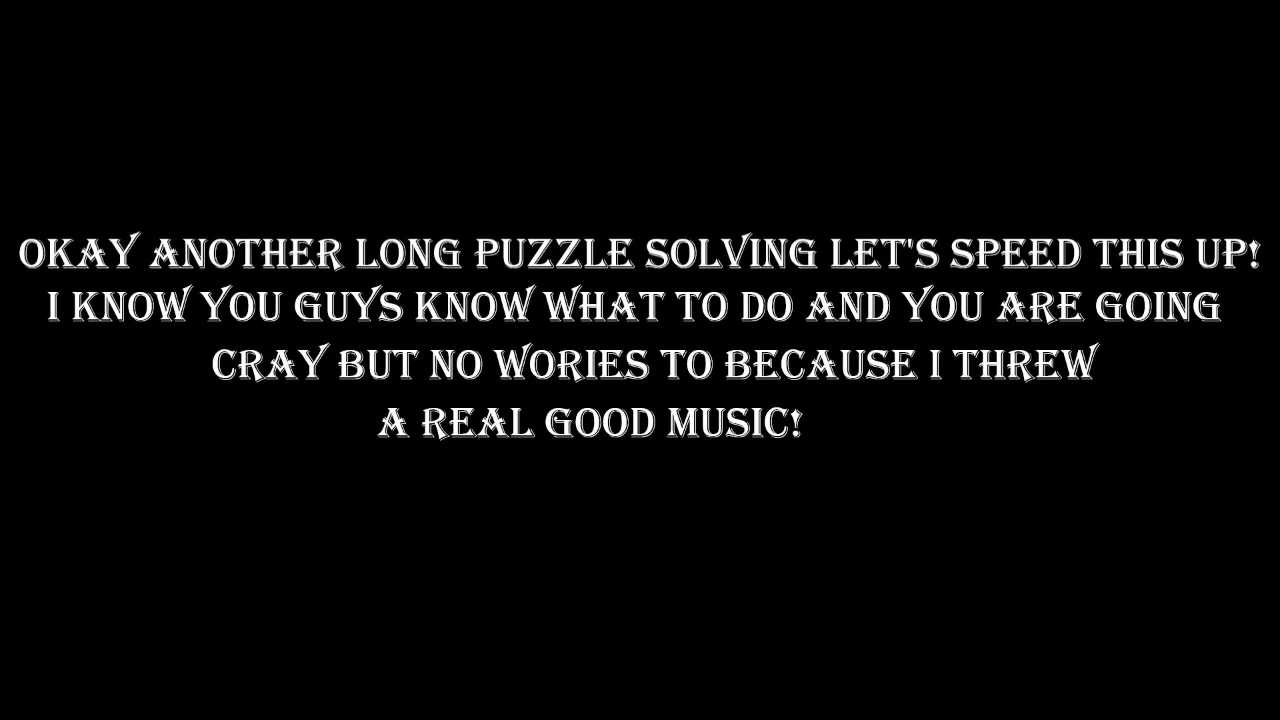 OKAY ANOTHER LONG PUZZLE SOLVING LET'S SPEED THIS UP!
I KNOW YOU GUYS KNOW WHAT TO DO AND YOU ARE GOING
CRAY BUT NO WORIES TO BECAUSE I THREW
A REAL GOOD MUSIC!